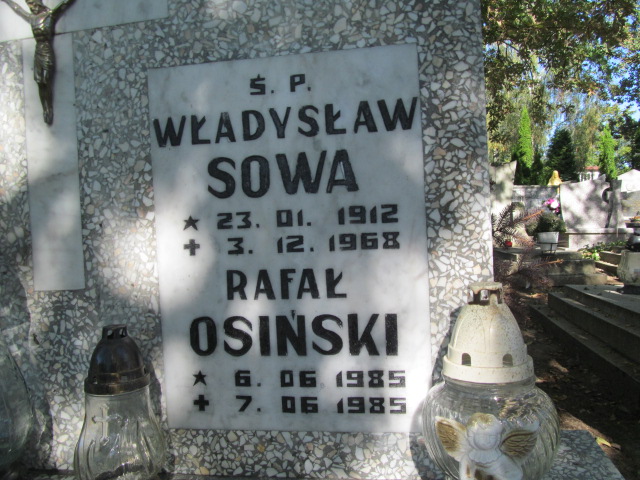 Ś. P.
WŁADYSŁAW
SOWA
★ 23. 01. 1912
✝ 3. 12. 1968
RAFAŁ
OSIŃSKI
★ 6. 06 1985
✝ 7. 06 1985